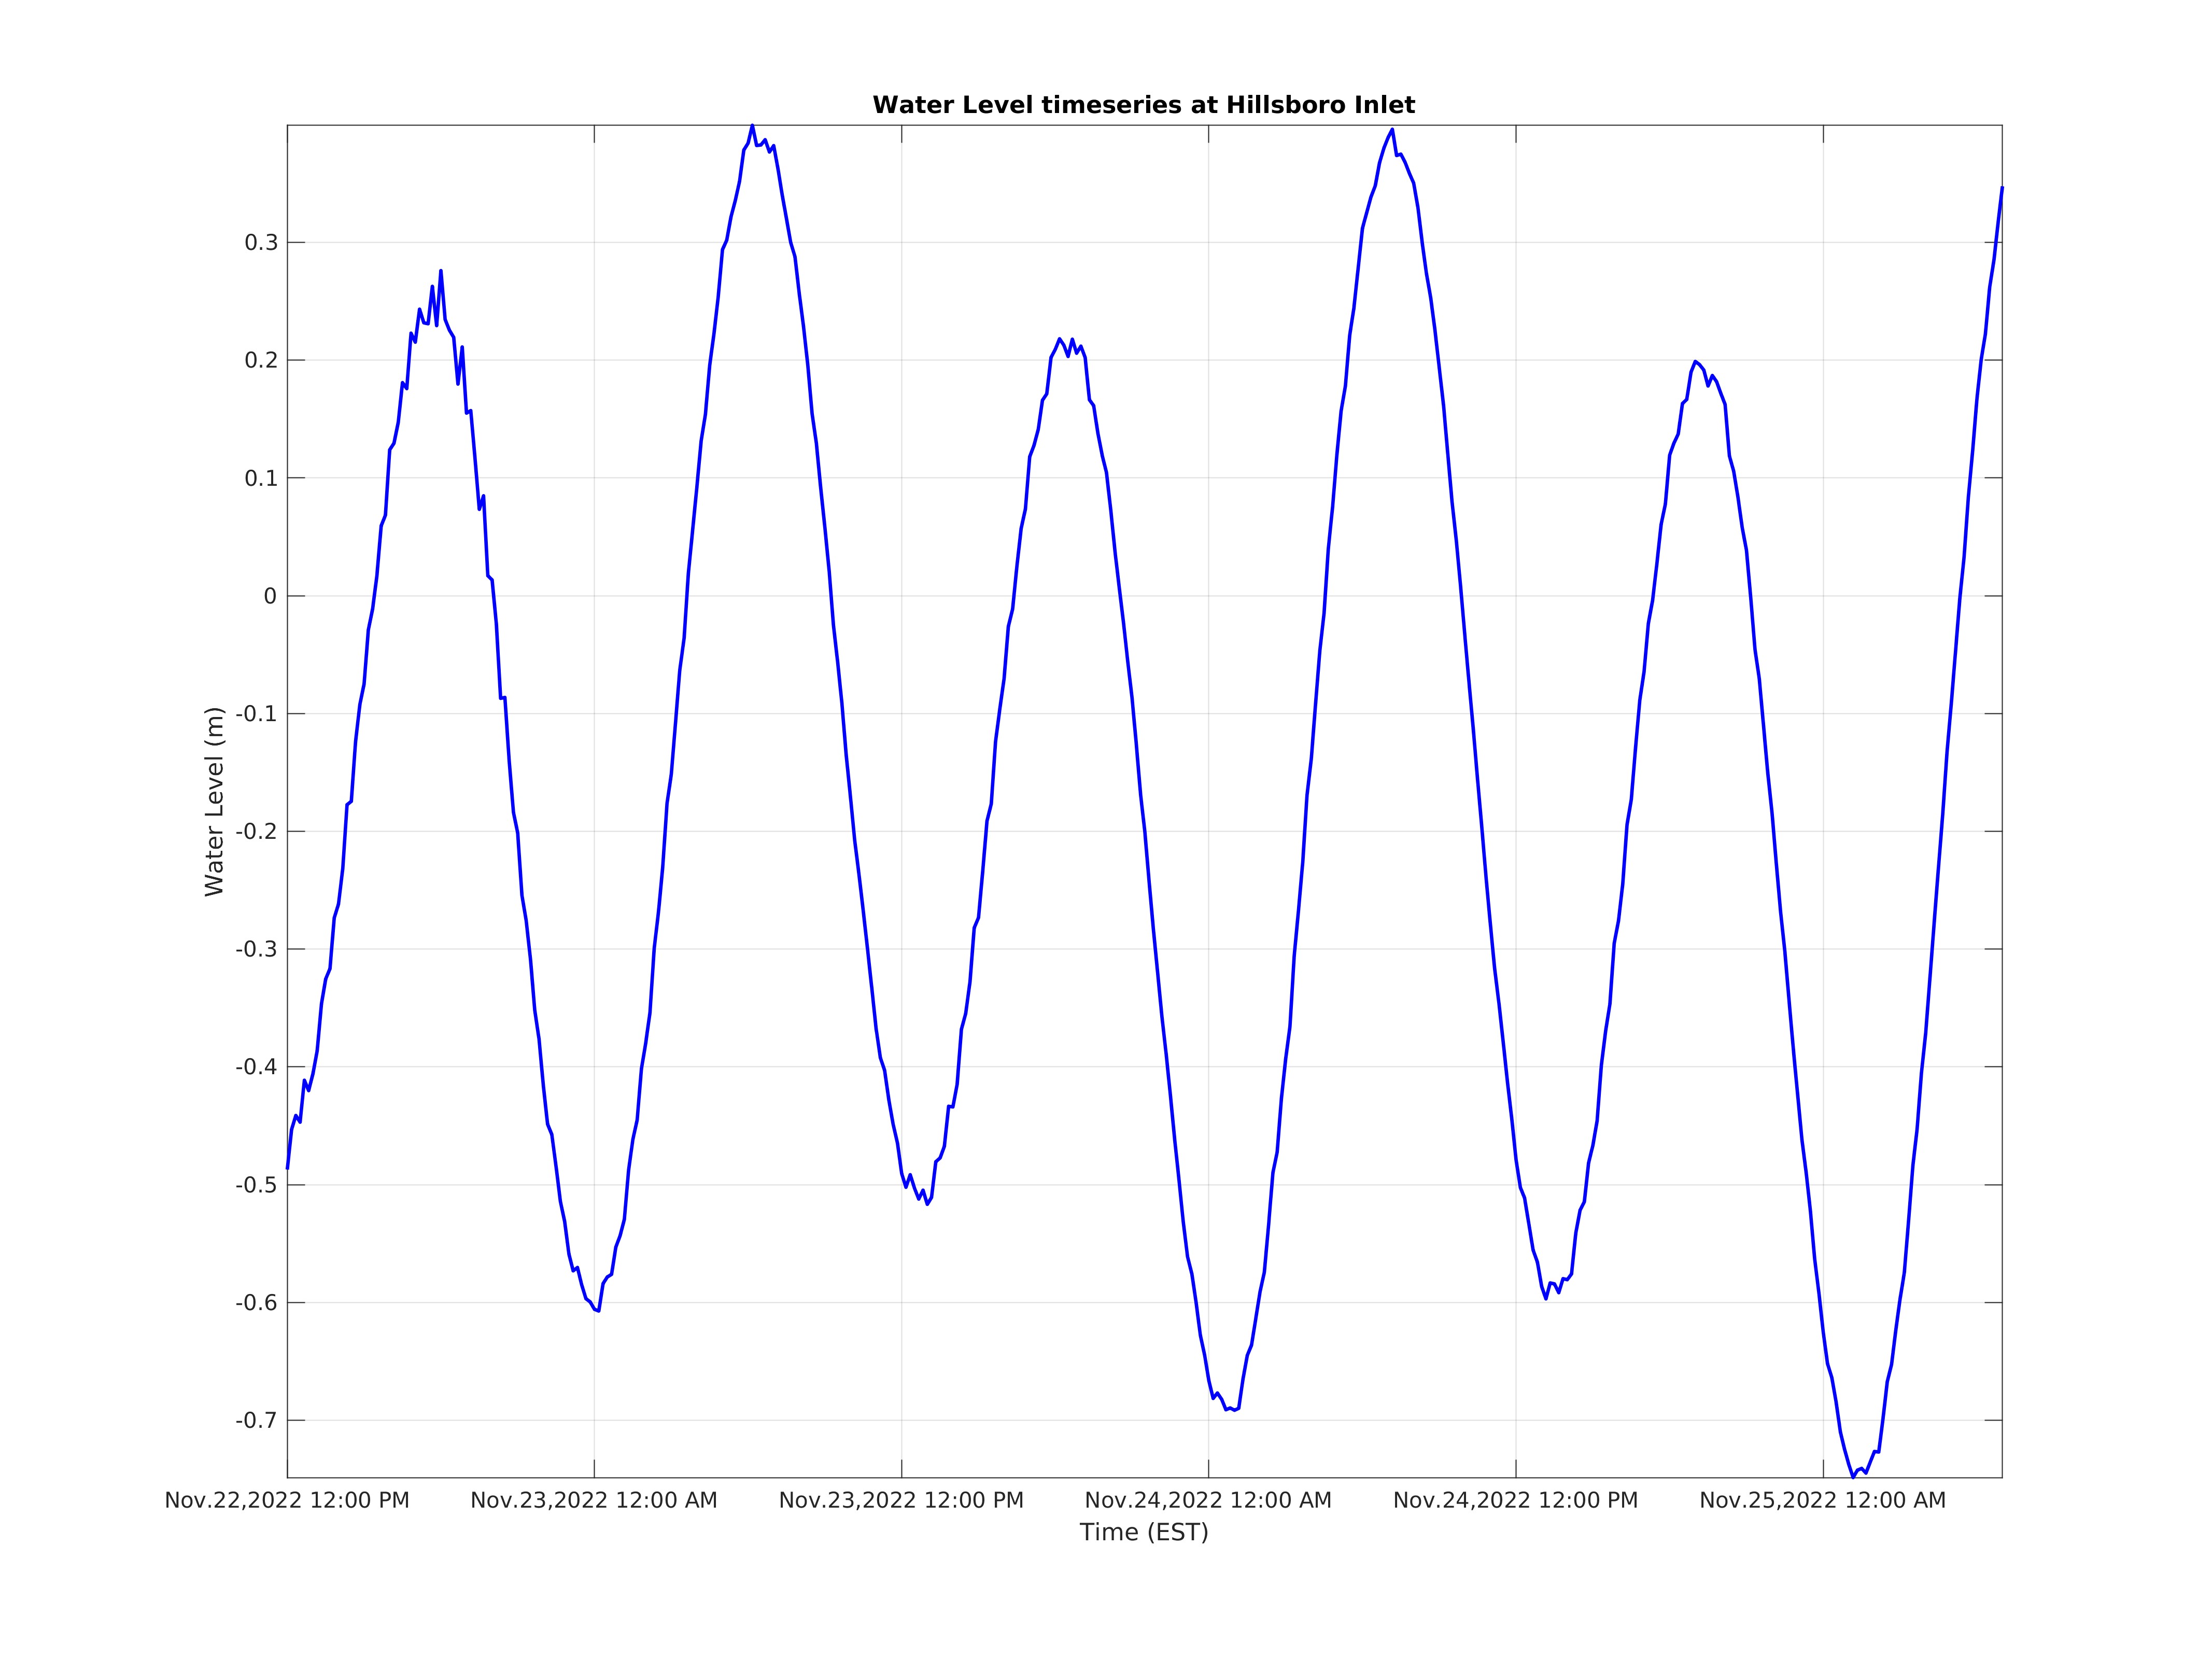 Water Level timeseries at Hillsboro Inlet
0.3
0.2
0.1
0
-0.1
-0.2
-0.3
-0.4
-0.5
-0.6
-0.7
Water Level (m)
Nov.22,2022 12:00 PM
Nov.23,2022 12:00 AM
Nov.23,2022 12:00 PM
Nov.24,2022 12:00 AM
Nov.24,2022 12:00 PM
Nov.25,2022 12:00 AM
Time (EST)